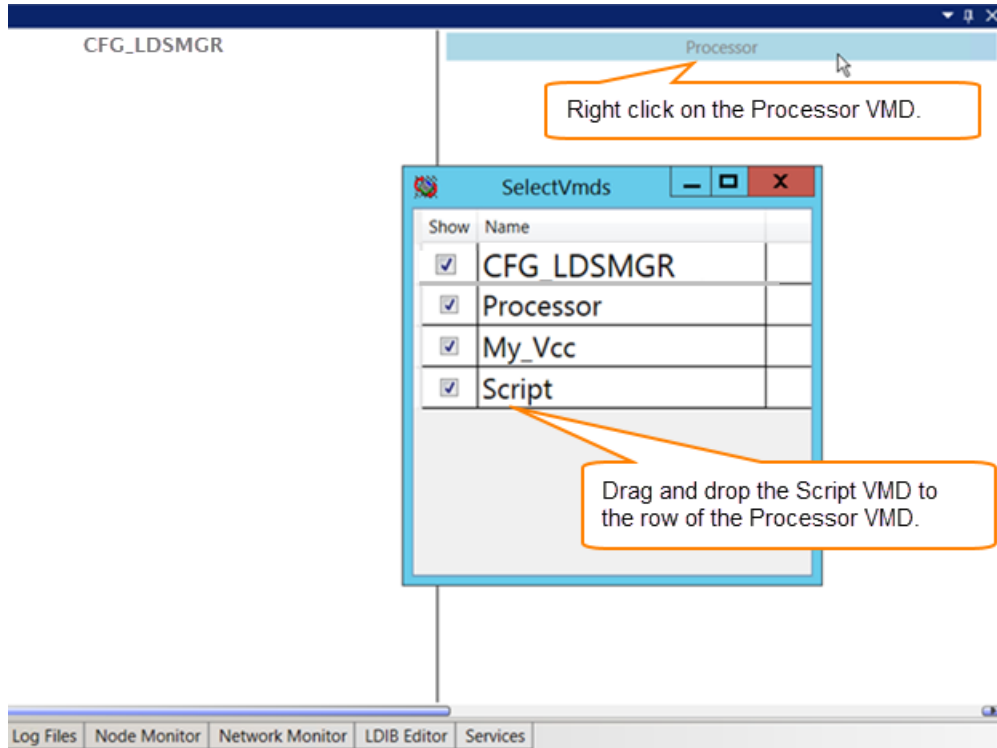 CFG_LDSMGR
Processor
Right click on the Processor VMD.
SelectVmds
Show Name
CFG_LDSMGR
Processor
My_Vcc
Script
Drag and drop the Script VMD to
the row of the Processor VMD.
Log Files Node Monitor Network Monitor LDIB Editor Services